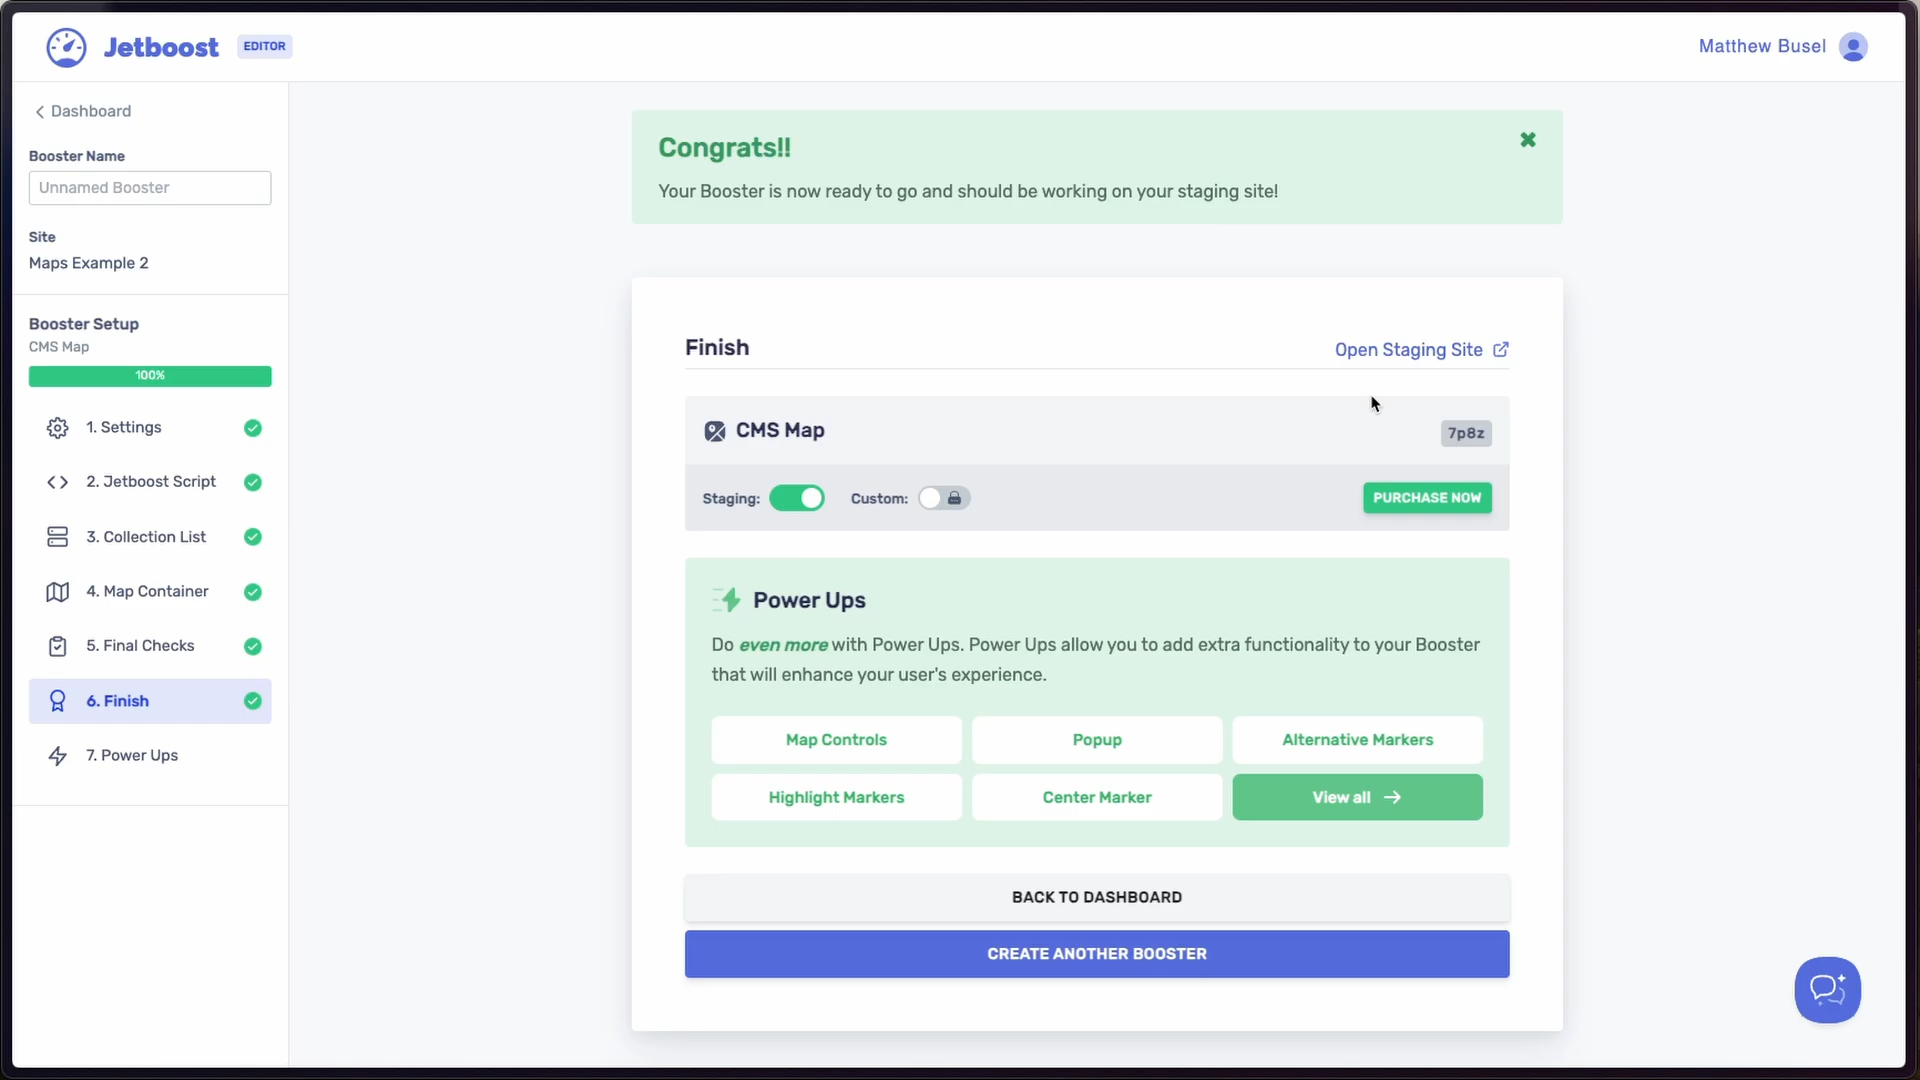 Jetboost EDITOR
Matthew Busel
Dashboard
Booster Name
Unnamed Booster
Site
Maps Example 2
Booster Setup
CMS Map
100%
1. Settings
2. Jetboost Script
3. Collection List
4. Map Container
5. Final Checks
6. Finish
7. Power Ups
Congrats!!
Your Booster is now ready to go and should be working on your staging site!
Finish
Open Staging Site
CMS Map
7p8z
Staging:
Custom:
PURCHASE NOW
Power Ups
Do even more with Power Ups. Power Ups allow you to add extra functionality to your Booster
that will enhance your user's experience.
Map Controls
Popup
Alternative Markers
Highlight Markers
Center Marker
View all
BACK TO DASHBOARD
CREATE ANOTHER BOOSTER